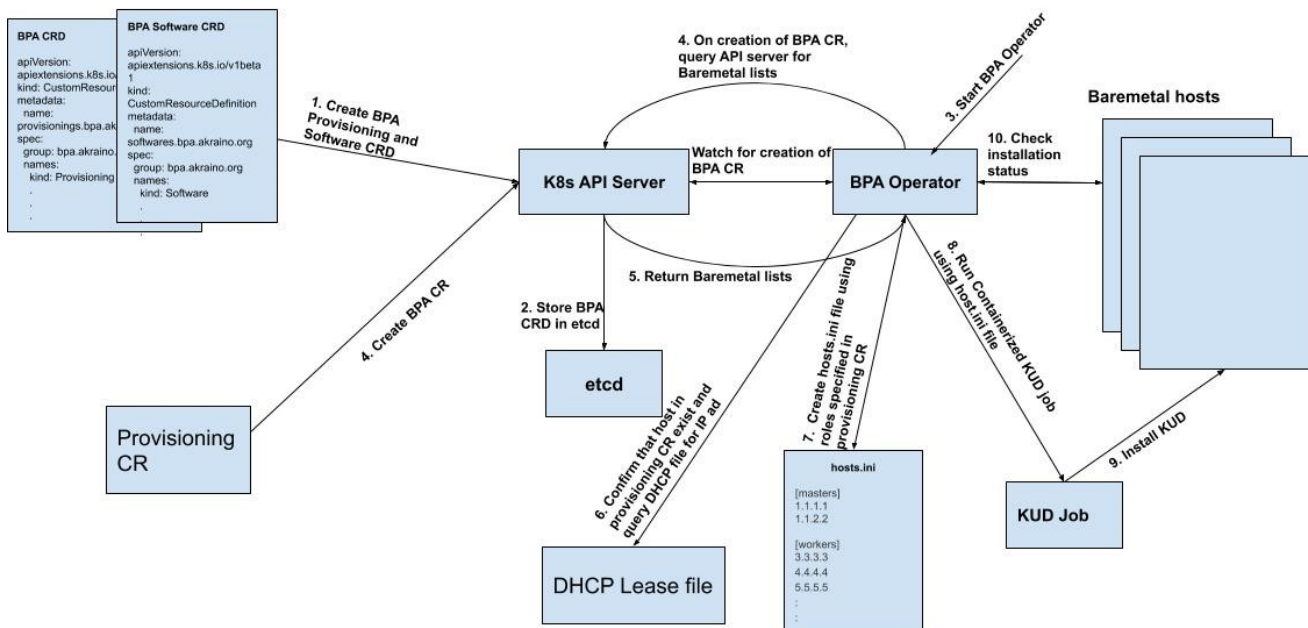 BPA CRD
apiVersion:
apiextensions.k8s.io/
kind: CustomResour
metadata:
name:
provisionings.bpa.ak
spec:
group: bpa.akraino.
names:
kind: Provisioning
.
.
.
BPA Software CRD
apiVersion:
apiextensions.k8s.io/v1beta
1
kind:
CustomResourceDefinition
metadata:
name:
softwares.bpa.akraino.org
spec:
group: bpa.akraino.org
names:
kind: Software
.
.
.
1. Create BPA
Provisioning and
Software CRD
4. On creation of BPA CR,
query API server for
Baremetal lists
3. Start BPA Operator
Baremetal hosts
K8s API Server
Watch for creation of
BPA CR
BPA Operator
10. Check
installation
status
5. Return Baremetal lists
2. Store BPA
CRD in etcd
etcd
4. Create BPA CR
Provisioning
CR
6. Confirm that host in
provisioning CR exist and
query DHCP file for IP ad
DHCP Lease file
7. Create hosts.ini file using
roles specified in
provisioning CR
hosts.ini
[masters]
1.1.1.1
1.1.2.2
[workers]
3.3.3.3
4.4.4.4
5.5.5.5
:
:
8. Run Containerized KUD job
using host.ini file
9. Install KUD
KUD Job